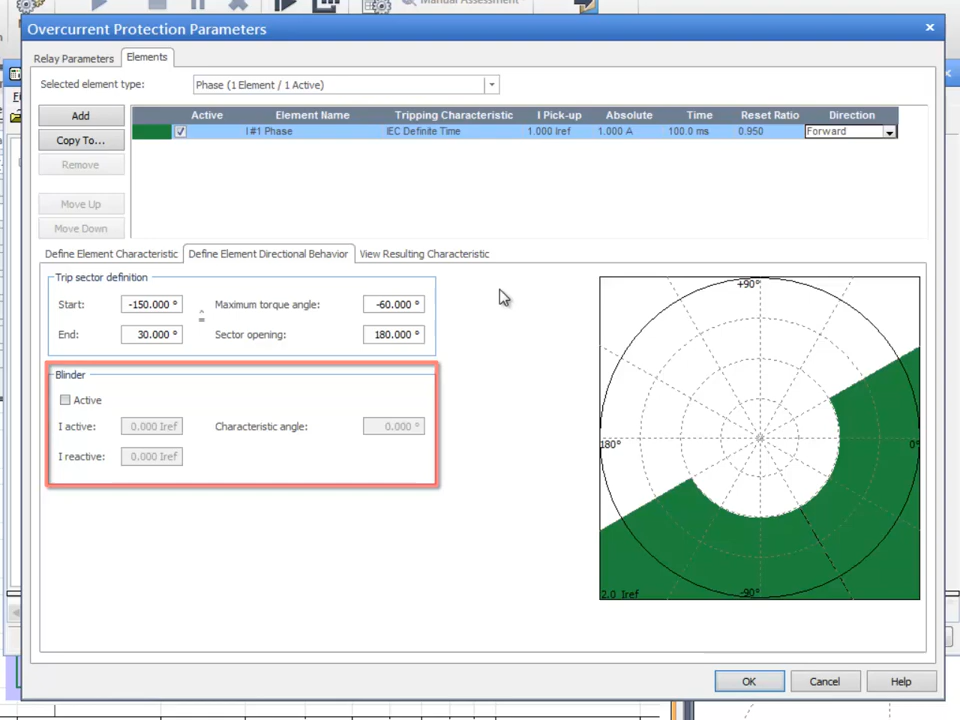 Manual Assessment
Overcurrent Protection Parameters
Relay Parameters Elements
Selected element type: Phase (1 Element / 1 Active)
Add
Copy To...
Remove
Move Up
Move Down
Active Element Name Tripping Characteristic I Pick-up Absolute Time Reset Ratio Direction
I #1 Phase IEC Definite Time 1.000 Iref 1.000 A 100.0 ms 0.950 Forward
Define Element Characteristic Define Element Directional Behavior View Resulting Characteristic
Trip sector definition
Start: -150.000 ° Maximum torque angle: -60.000 °
End: 30.000 ° Sector opening: 180.000 °
Blinder
Active
I active: 0.000 Iref Characteristic angle: 0.000 °
I reactive: 0.000 Iref
+90°
180°
0°
-90°
2.0 Iref
OK Cancel Help